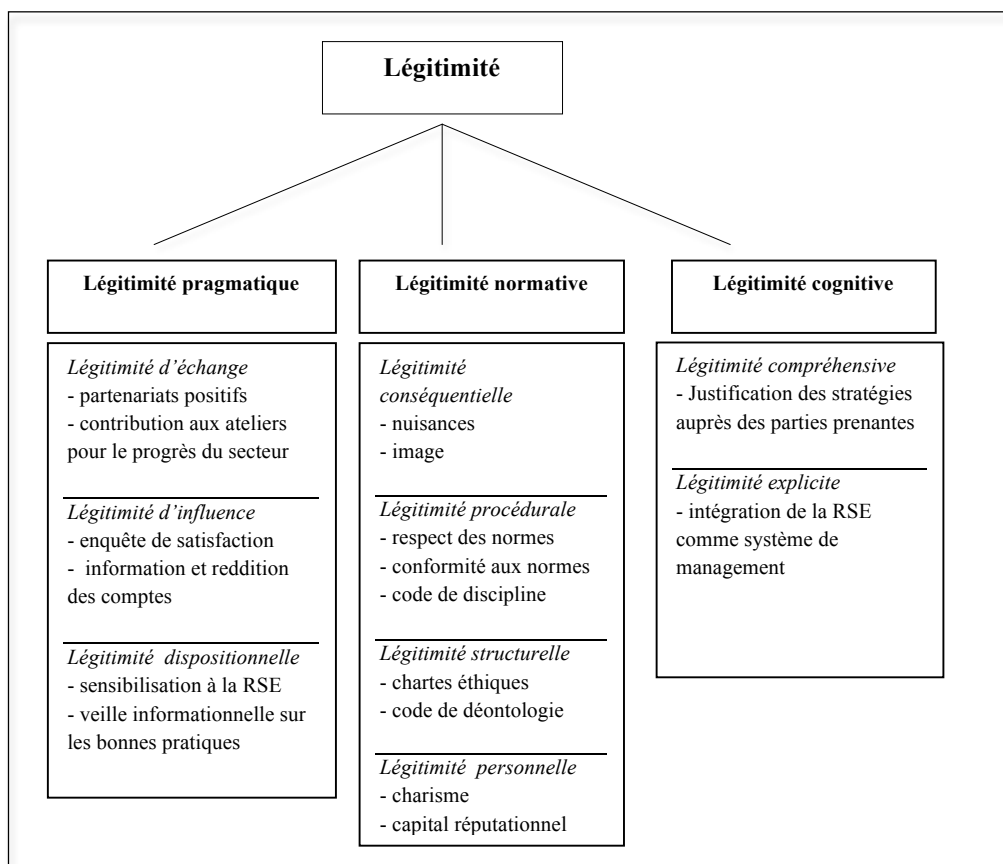 Légitimité
Légitimité pragmatique
Légitimité d’échange
- partenariats positifs
- contribution aux ateliers
pour le progrès du secteur
Légitimité d’influence
- enquête de satisfaction
- information et reddition
des comptes
Légitimité dispositionnelle
- sensibilisation à la RSE
- veille informationnelle sur
les bonnes pratiques
Légitimité normative
Légitimité
conséquentielle
- nuisances
- image
Légitimité procédurale
- respect des normes
- conformité aux normes
- code de discipline
Légitimité structurelle
- chartes éthiques
- code de déontologie
Légitimité personnelle
- charisme
- capital réputationnel
Légitimité cognitive
Légitimité compréhensive
- Justification des stratégies
auprès des parties prenantes
Légitimité explicite
- intégration de la RSE
comme système de
management